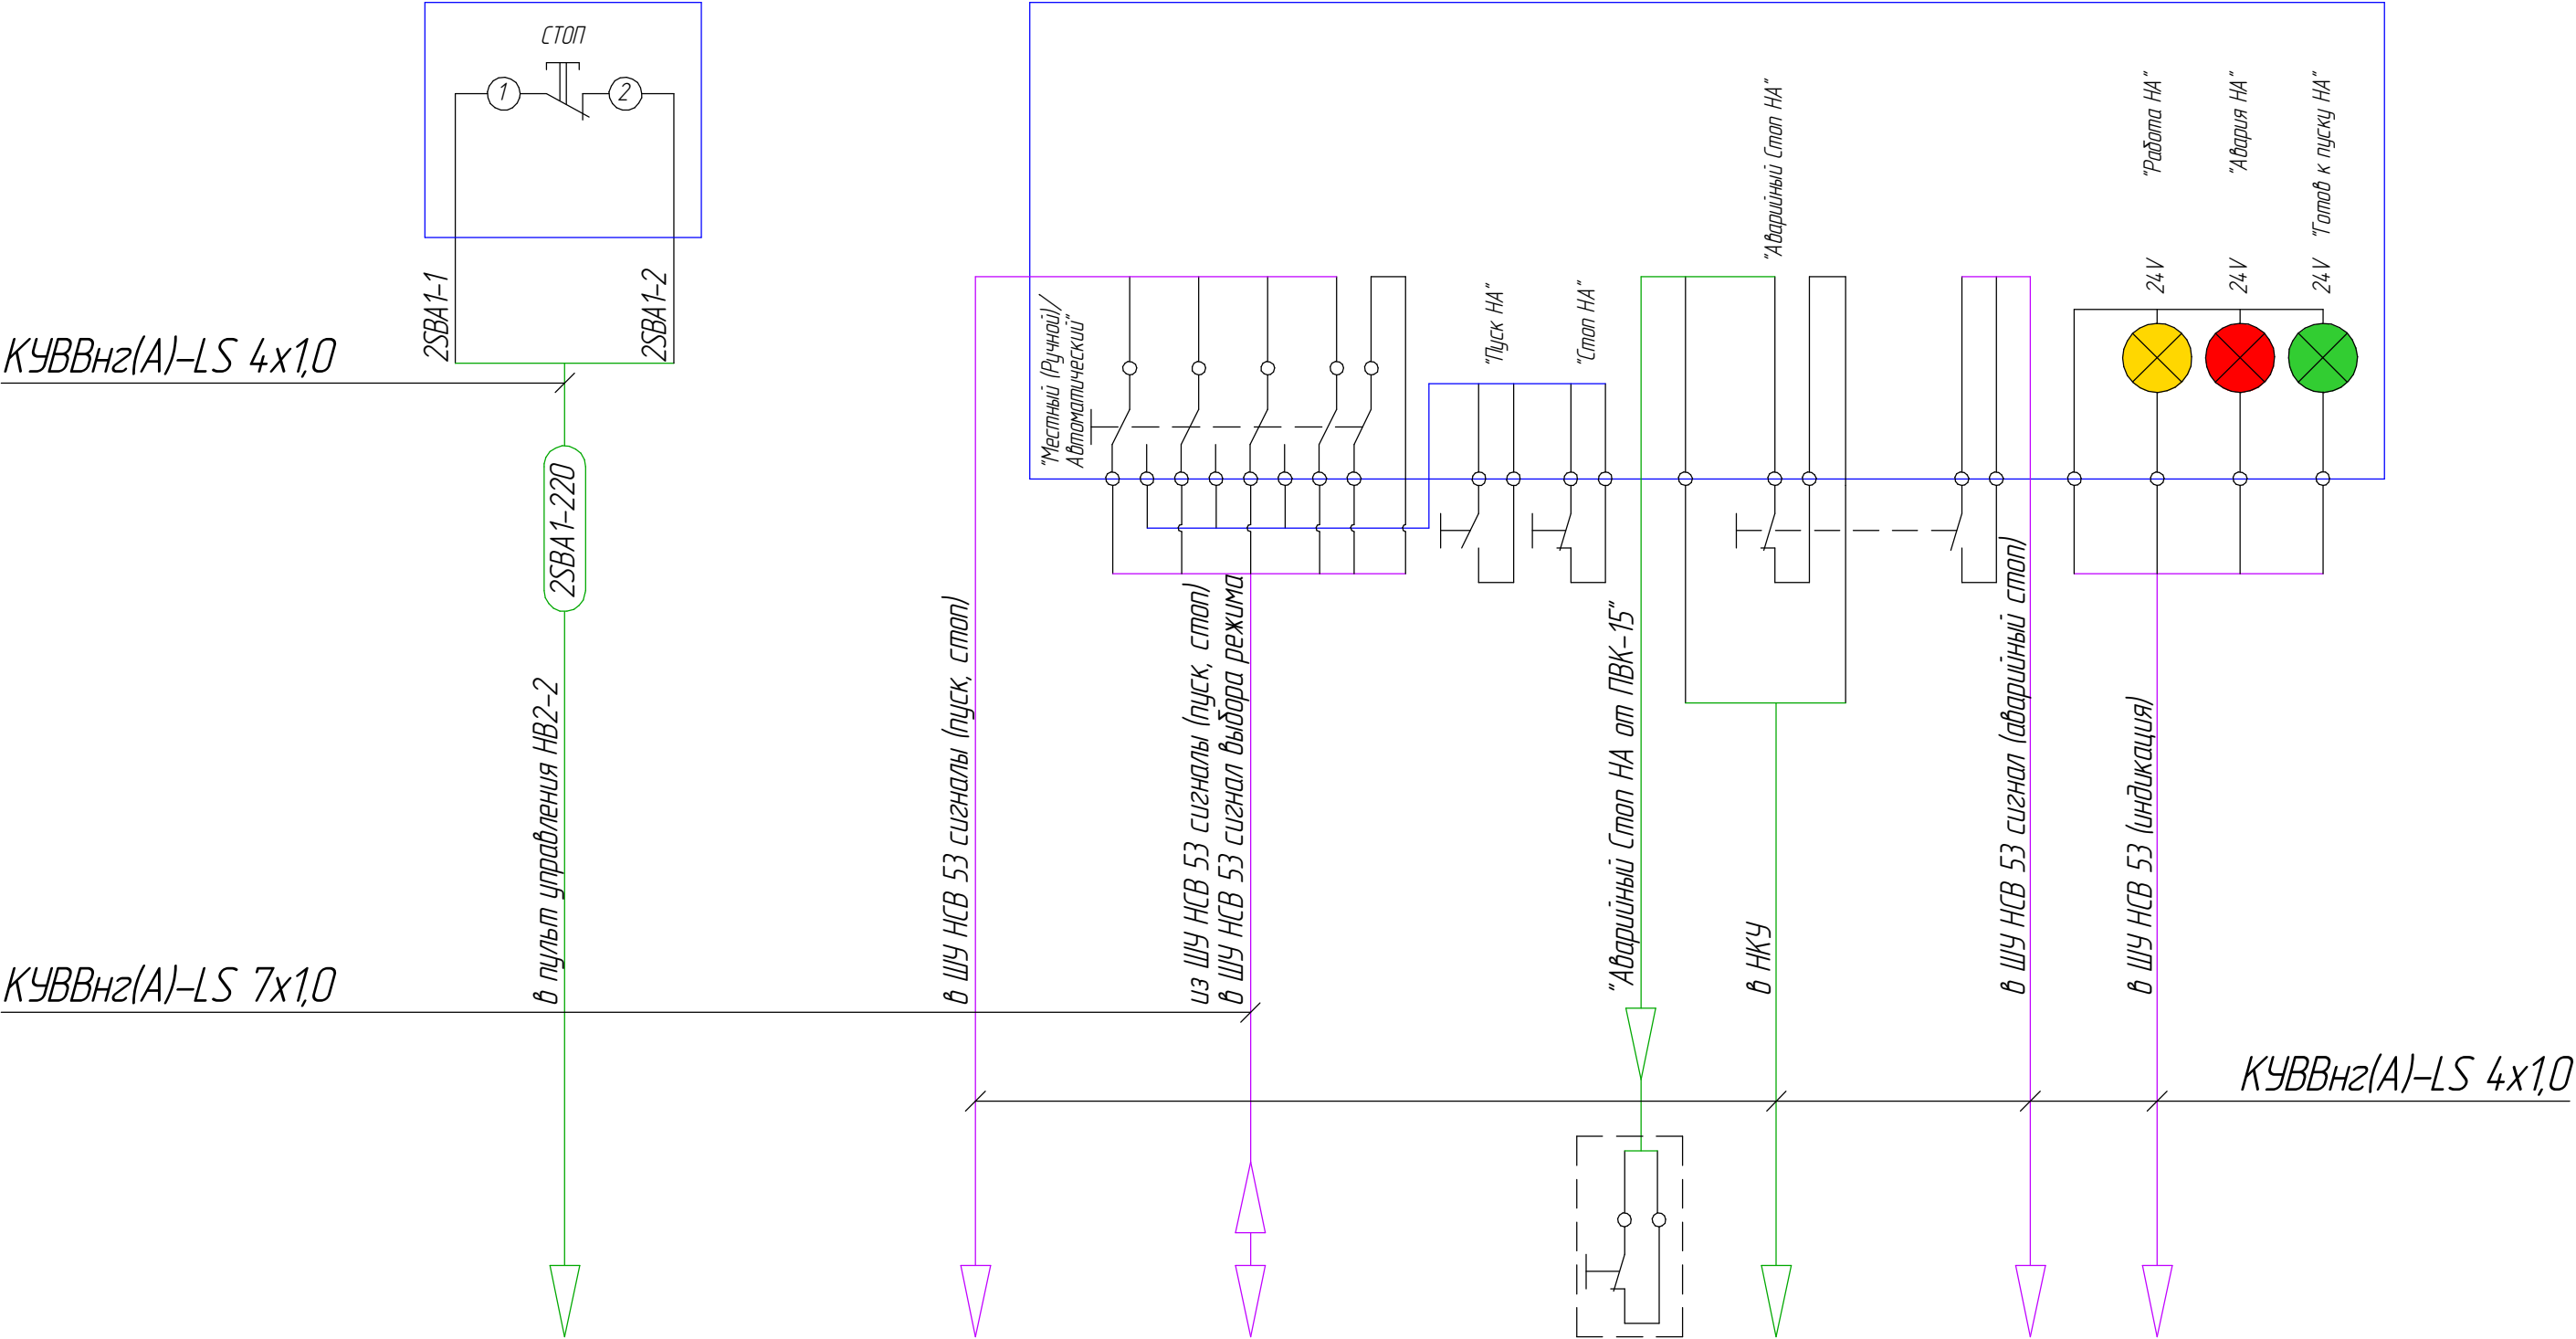 СТОП
1
2
2SBA1-1
2SBA1-2
КУВВнг(А)-LS 4х1,0
2SBA1-220
в пульт управления НВ2-2
КУВВнг(А)-LS 7х1,0
"Местный (Ручной)/
Автоматический"
"Пуск НА"
"Стоп НА"
"Аварийный Стоп НА"
"Работа НА"
"Авария НА"
"Готов к пуску НА"
24V
24V
24V
в ШУ НСВ 53 сигналы (пуск, стоп)
из ШУ НСВ 53 сигналы (пуск, стоп)
в ШУ НСВ 53 сигнал выбора режима
"Аварийный Стоп НА от ПВК-15"
в НКУ
в ШУ НСВ 53 сигнал (аварийный стоп)
в ШУ НСВ 53 (индикация)
КУВВнг(А)-LS 4х1,0